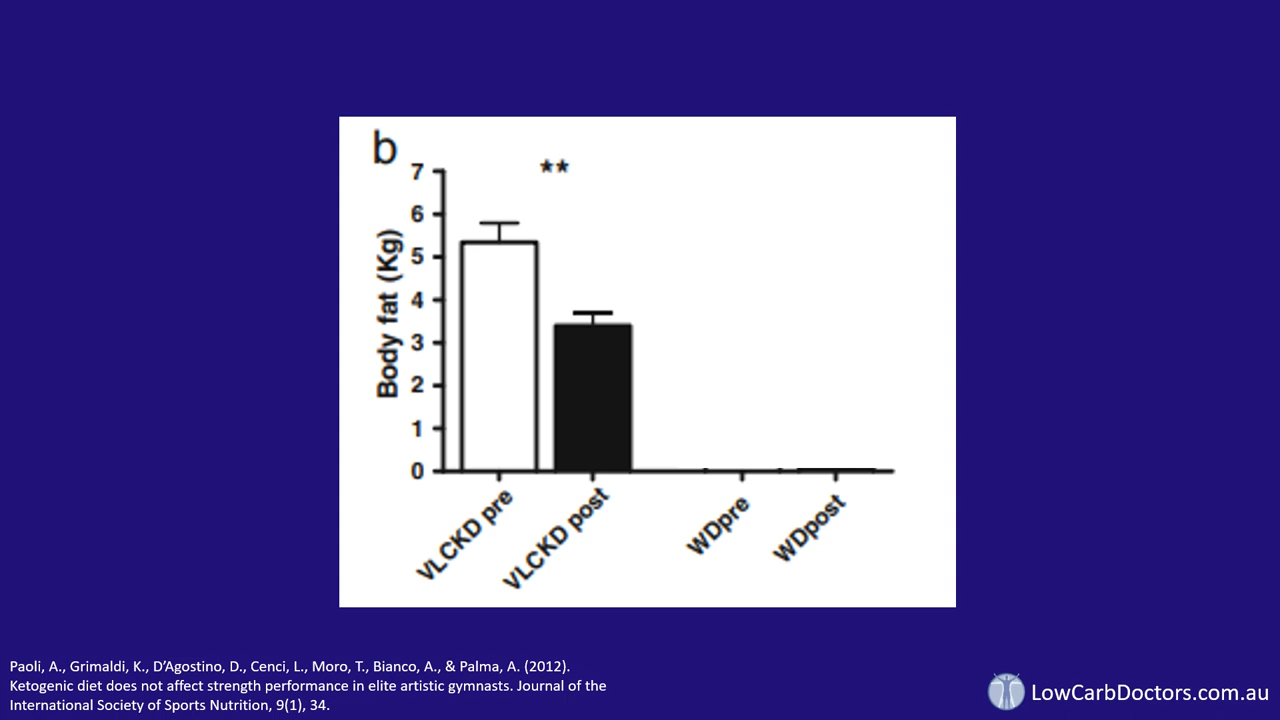 b
**
7
6
5
4
3
2
1
0
Body fat (Kg)
VLCKD pre
VLCKD post
WDpre
WDpost
Paoli, A., Grimaldi, K., D’Agostino, D., Cenci, L., Moro, T., Bianco, A., & Palma, A. (2012).
Ketogenic diet does not affect strength performance in elite artistic gymnasts. Journal of the
International Society of Sports Nutrition, 9(1), 34.
LowCarbDoctors.com.au